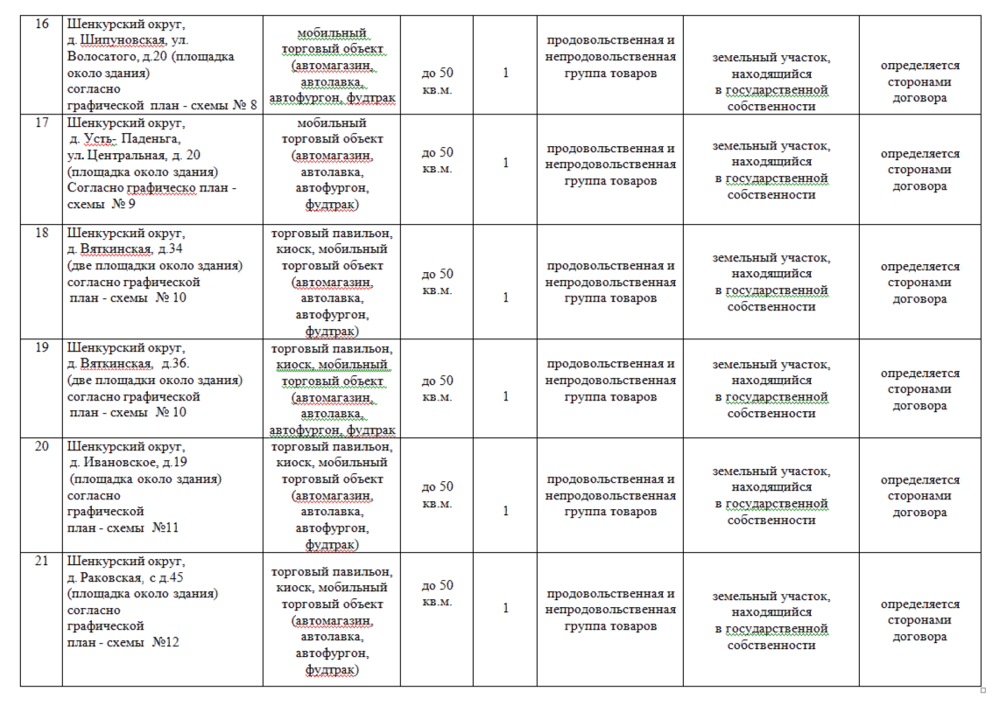 16
Шенкурский округ,
д. Шипуновская, ул.
Волосатого, д.20 (площадка
около здания)
согласно
графической план - схемы № 8
мобильный
торговый объект
(автомагазин,
автолавка,
автофургон, фудтрак
до 50
кв.м.
1
продовольственная и
непродовольственная
группа товаров
земельный участок,
находящийся
в государственной
собственности
определяется
сторонами
договора
17
Шенкурский округ,
д. Усть- Паденьга,
ул. Центральная, д. 20
(площадка около здания)
Согласно графическо план -
схемы № 9
мобильный
торговый объект
(автомагазин,
автолавка,
автофургон,
фудтрак)
до 50
кв.м.
1
продовольственная и
непродовольственная
группа товаров
земельный участок,
находящийся
в государственной
собственности
определяется
сторонами
договора
18
Шенкурский округ,
д. Вяткинская, д.34
(две площадки около здания)
согласно графической
план - схемы № 10
торговый павильон,
киоск, мобильный
торговый объект
(автомагазин,
автолавка,
автофургон,
фудтрак)
до 50
кв.м.
1
продовольственная и
непродовольственная
группа товаров
земельный участок,
находящийся
в государственной
собственности
определяется
сторонами
договора
19
Шенкурский округ,
д. Вяткинская, д.36.
(две площадки около здания)
согласно графической
план - схемы № 10
торговый павильон,
киоск, мобильный
торговый объект
(автомагазин,
автолавка,
автофургон, фудтрак
до 50
кв.м.
1
продовольственная и
непродовольственная
группа товаров
земельный участок,
находящийся
в государственной
собственности
определяется
сторонами
договора
20
Шенкурский округ,
д. Ивановское, д.19
(площадка около здания)
согласно
графической
план - схемы №11
торговый павильон,
киоск, мобильный
торговый объект
(автомагазин,
автолавка,
автофургон,
фудтрак)
до 50
кв.м.
1
продовольственная и
непродовольственная
группа товаров
земельный участок,
находящийся
в государственной
собственности
определяется
сторонами
договора
21
Шенкурский округ,
д. Раковская, с д.45
(площадка около здания)
согласно
графической
план - схемы №12
торговый павильон,
киоск, мобильный
торговый объект
(автомагазин,
автолавка,
автофургон,
фудтрак)
до 50
кв.м.
1
продовольственная и
непродовольственная
группа товаров
земельный участок,
находящийся
в государственной
собственности
определяется
сторонами
договора